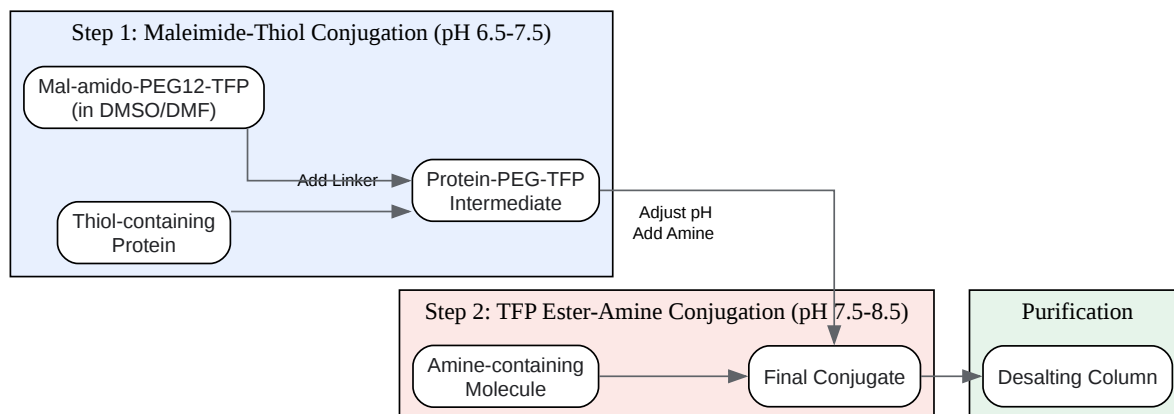 Step 1: Maleimide-Thiol Conjugation (pH 6.5-7.5)
Mal-amido-PEG12-TFP
(in DMSO/DMF)
Add Linker
Protein-PEG-TFP
Intermediate
Thiol-containing
Protein
Adjust pH
Add Amine
Step 2: TFP Ester-Amine Conjugation (pH 7.5-8.5)
Amine-containing
Molecule
Final Conjugate
Purification
Desalting Column